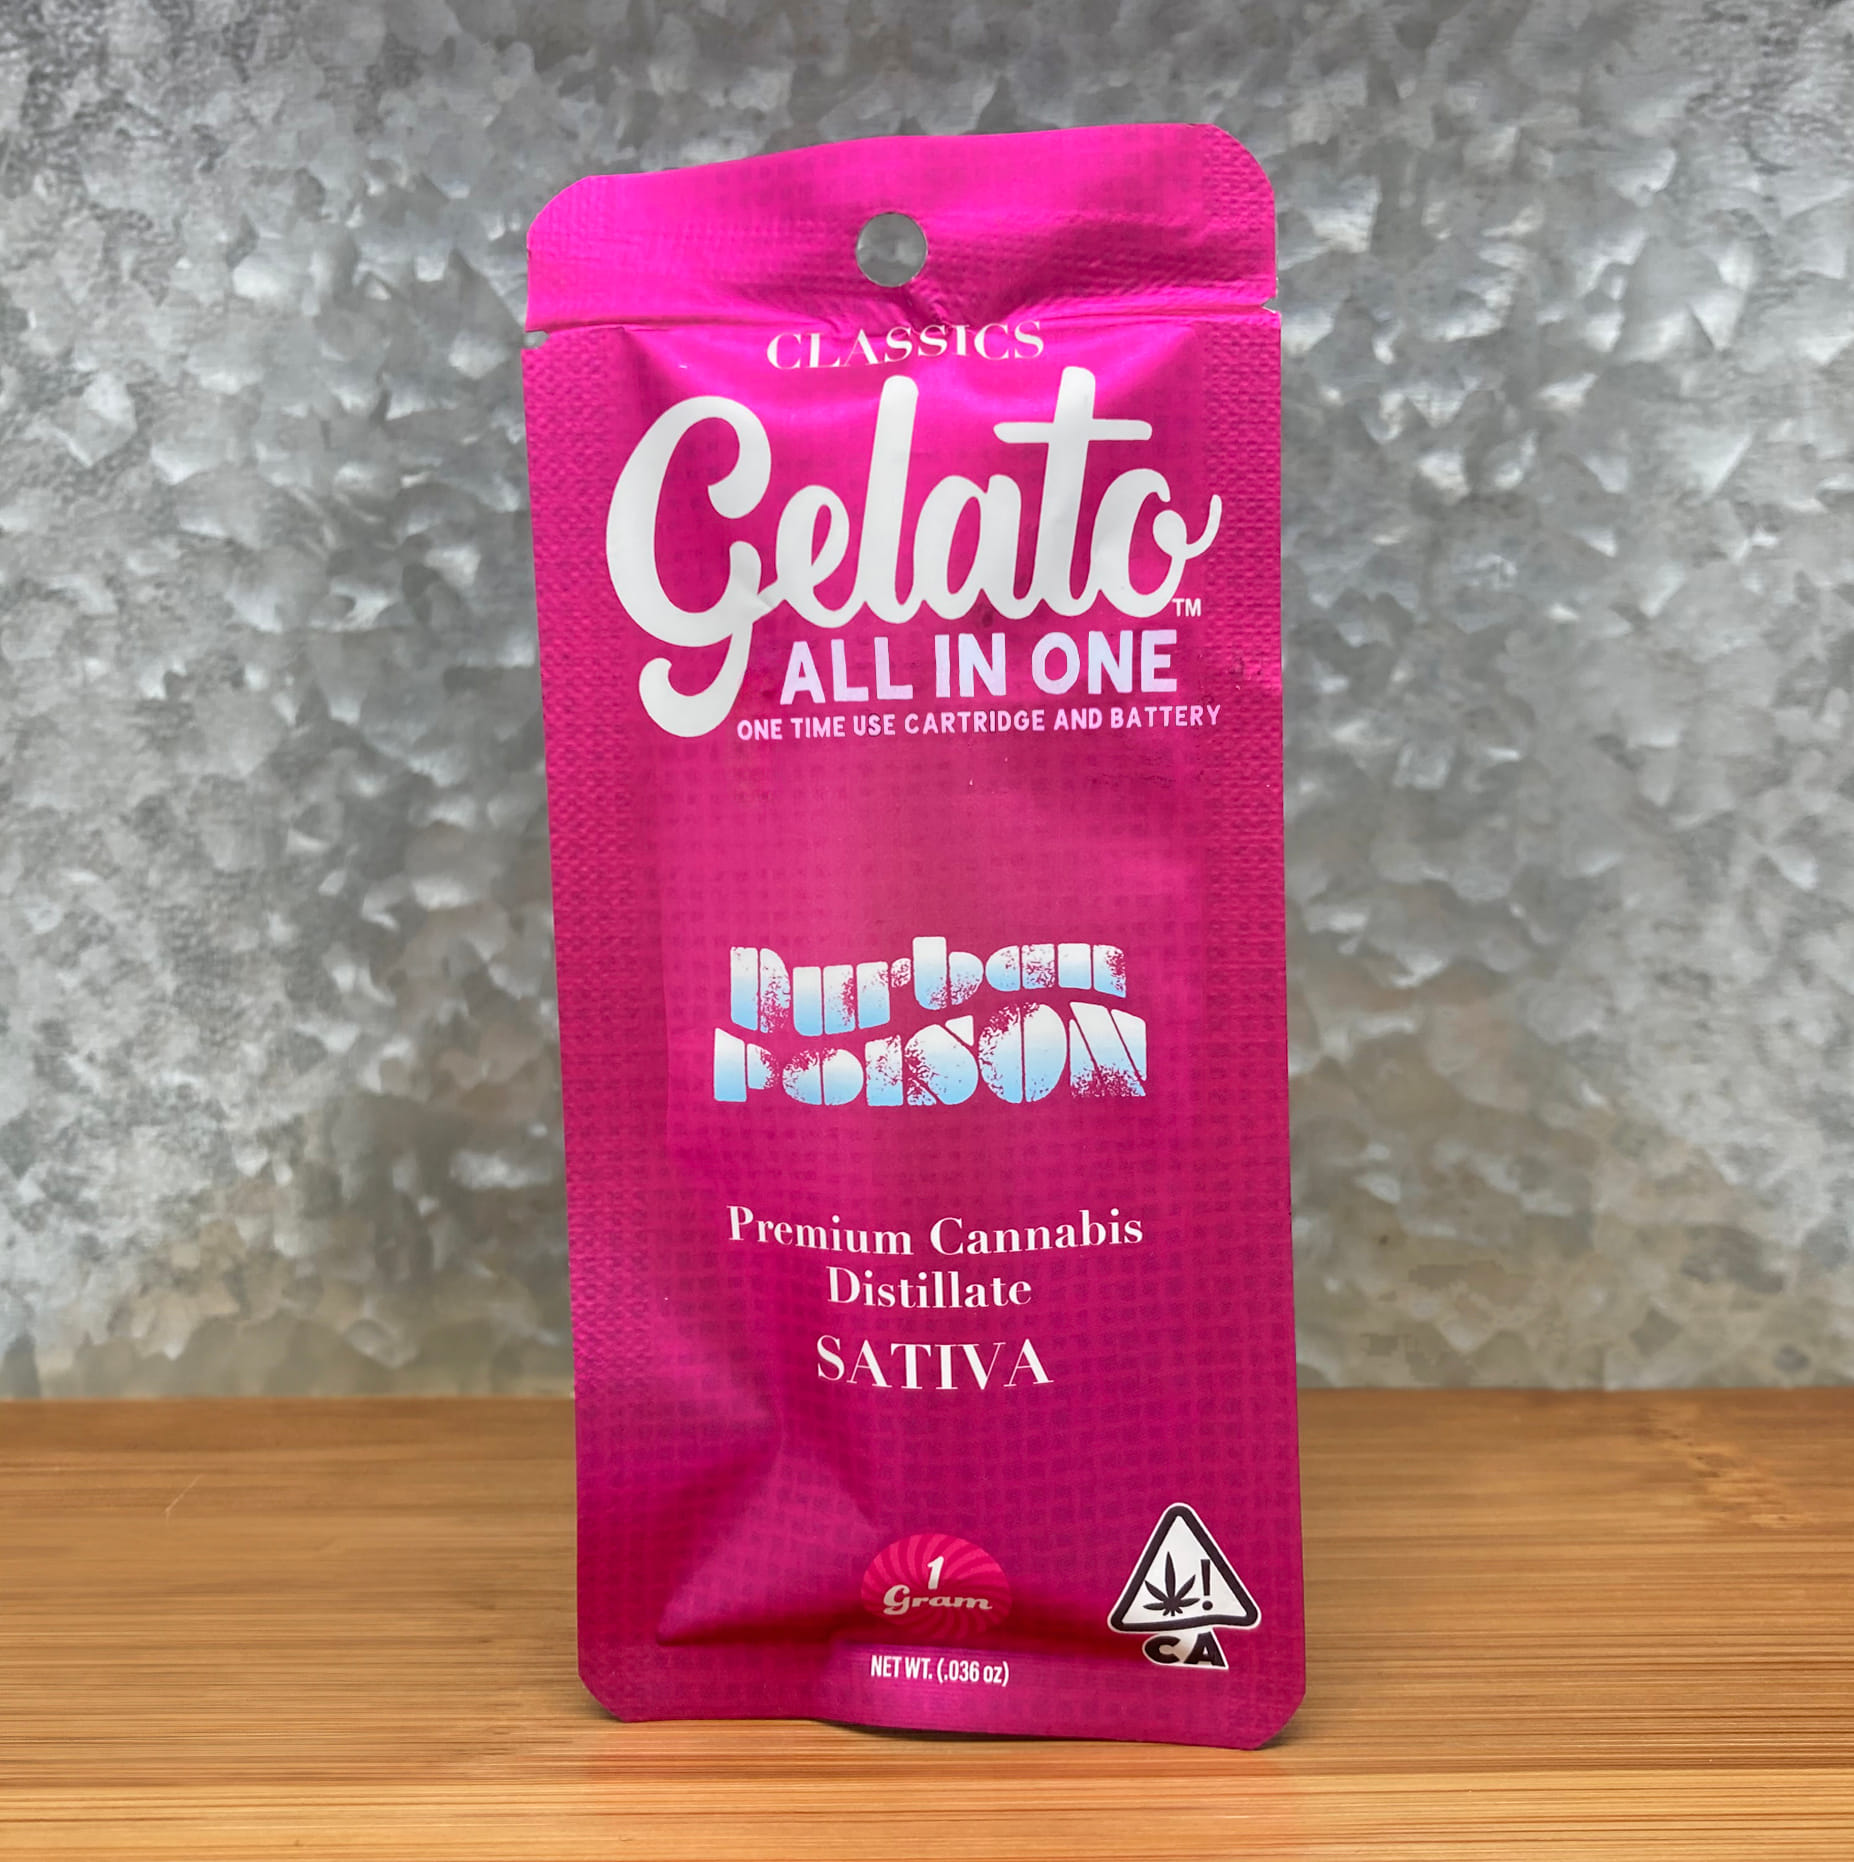 CLASSICS
Gelato™
ALL IN ONE
ONE TIME USE CARTRIDGE AND BATTERY
Durban
POISON
Premium Cannabis
Distillate
SATIVA
1
Gram
!
CA
NET WT. (.036 oz)